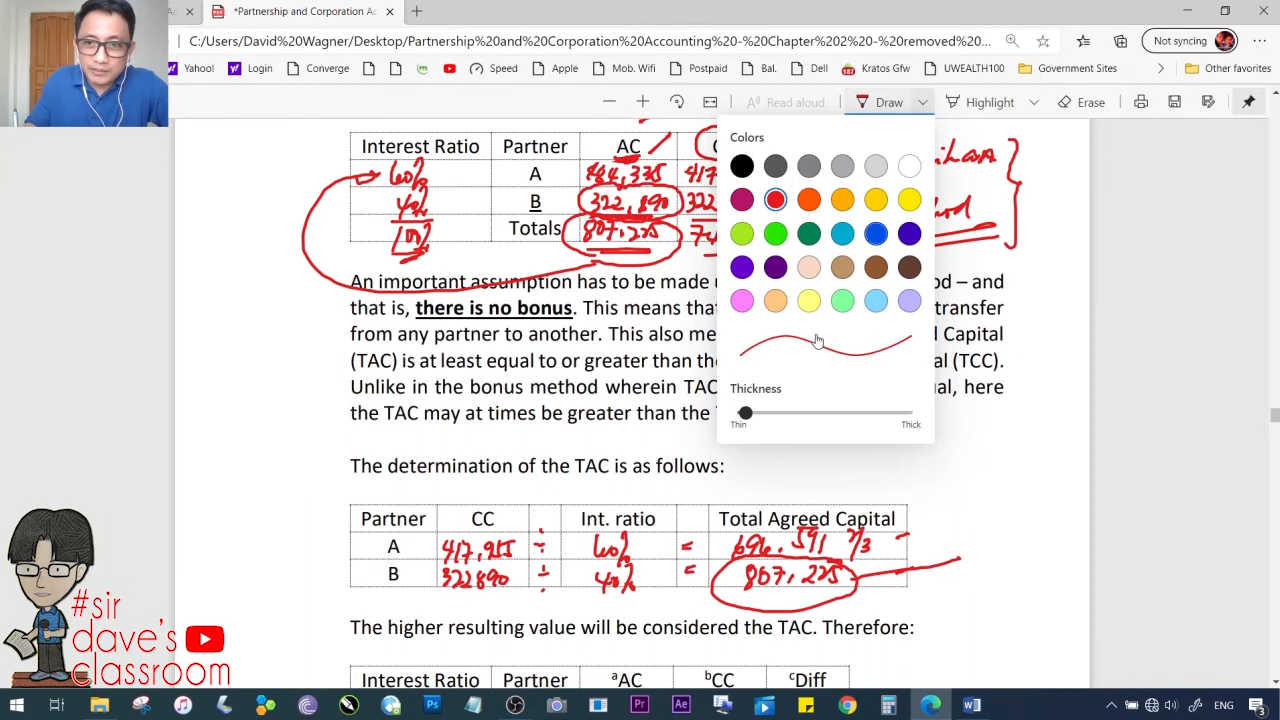 *Partnership and Corporation Ac
C:/Users/David%20Wagner/Desktop/Partnership%20and%20Corporation%20Accounting%20-%20Chapter%202%20-%20removed%20...
Not syncing
Yahoo!
Login
Converge
Speed
Apple
Mob. Wifi
Postpaid
Bal.
Dell
Kratos Gfw
UWEALTH100
Government Sites
Other favorites
Read aloud
Draw
Highlight
Erase
Colors
Thickness
Thin
Thick
Interest Ratio Partner AC C
60% A 484,335 417
40% B 322,890 322
100% Totals 807,225 74
An important assumption has to be made u od – and
that is, there is no bonus. This means that transfer
from any partner to another. This also me d Capital
(TAC) is at least equal to or greater than the al (TCC).
Unlike in the bonus method wherein TAC ual, here
the TAC may at times be greater than the T
The determination of the TAC is as follows:
Partner CC Int. ratio Total Agreed Capital
A 417,955 ÷ 60% = 696,591 2/3
B 322890 ÷ 40% = 807,225
The higher resulting value will be considered the TAC. Therefore:
Interest Ratio Partner aAC bCC cDiff
#sir
dave's
classroom